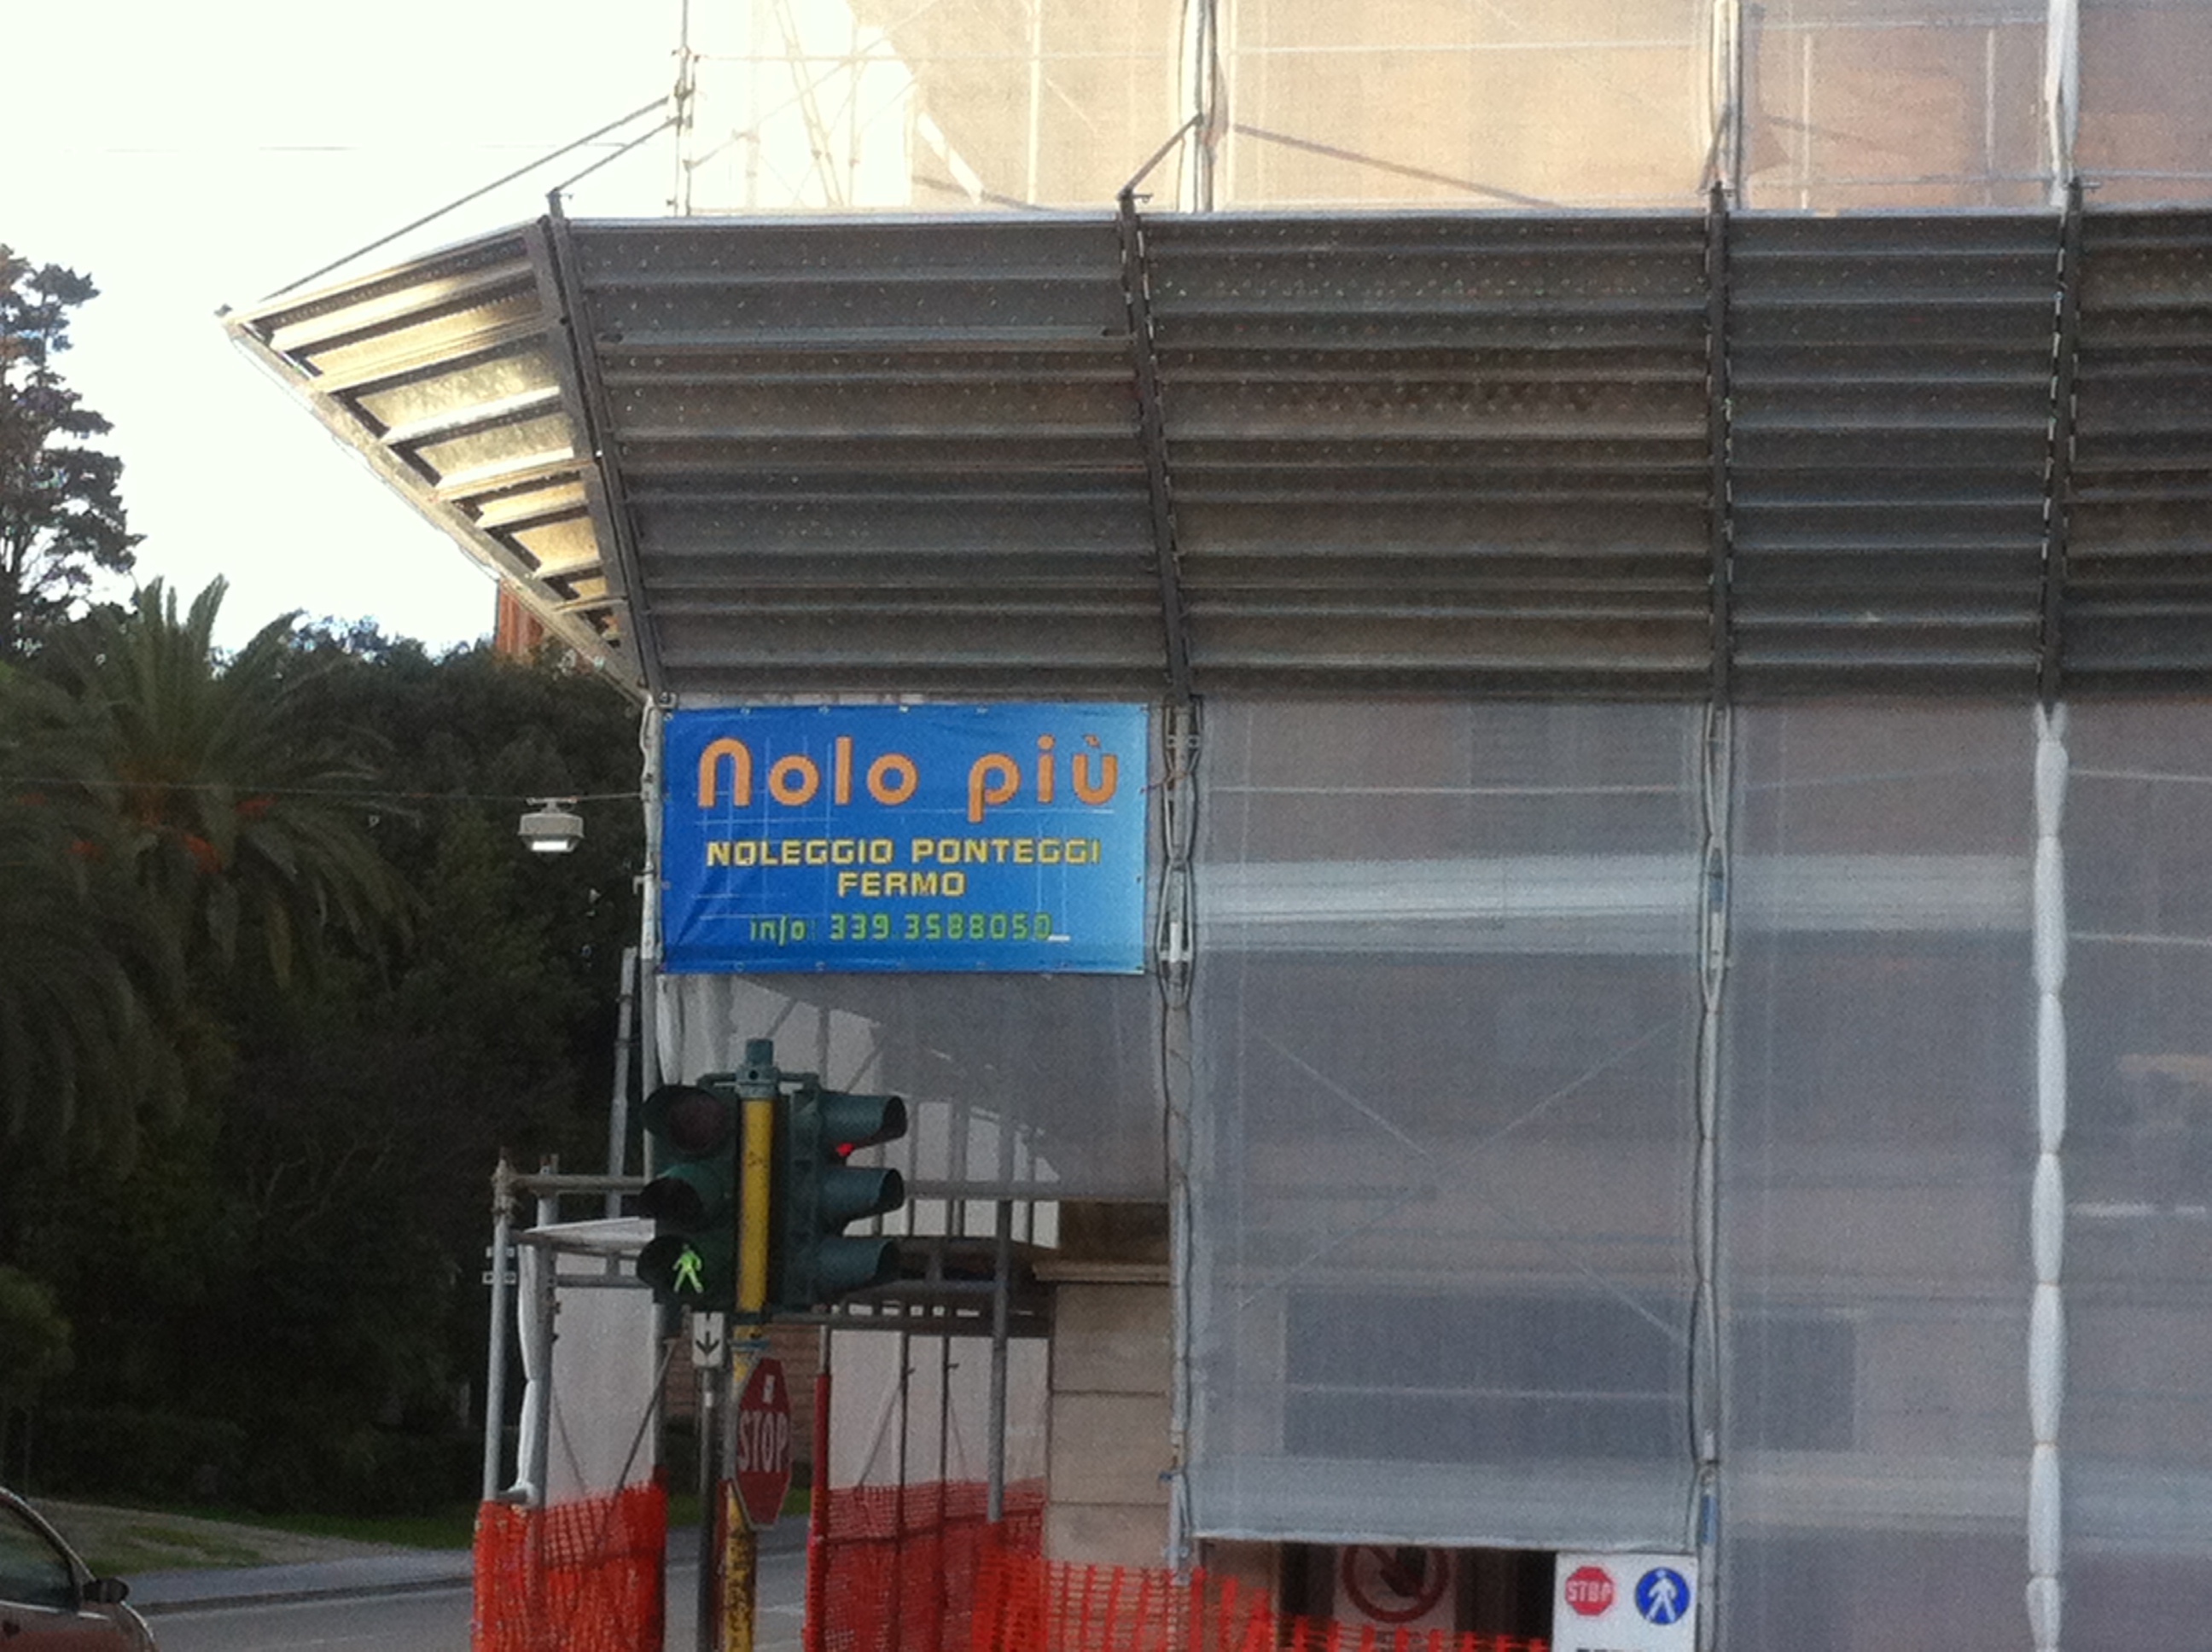 Nolo più
NOLEGGIO PONTEGGI
FERMO
info: 339.3588050
STOP
STOP